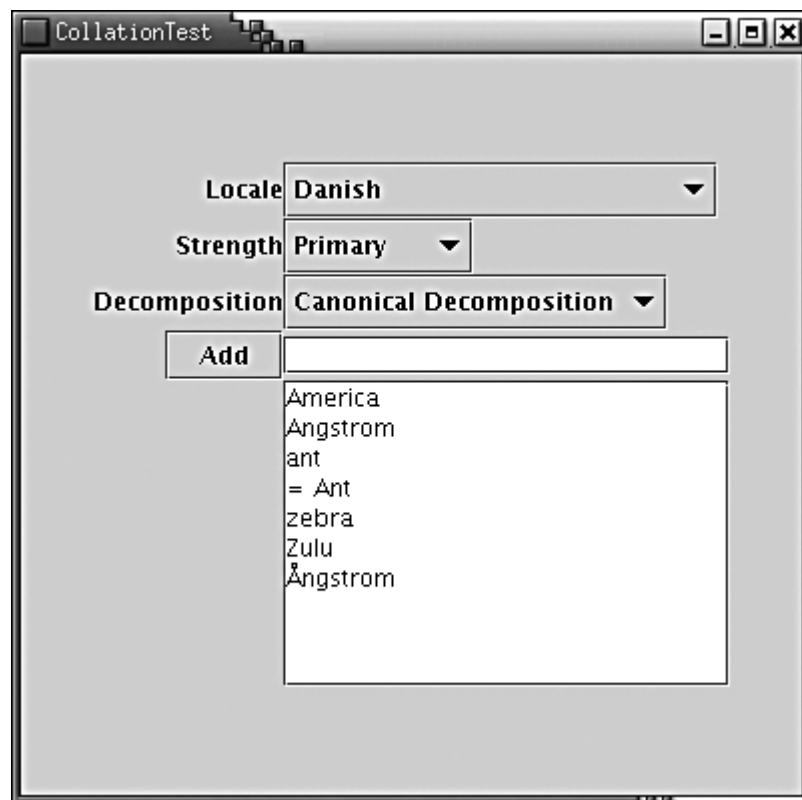 CollationTest
Locale Danish
Strength Primary
Decomposition Canonical Decomposition
Add
America
Angstrom
ant
= Ant
zebra
Zulu
Ångstrom